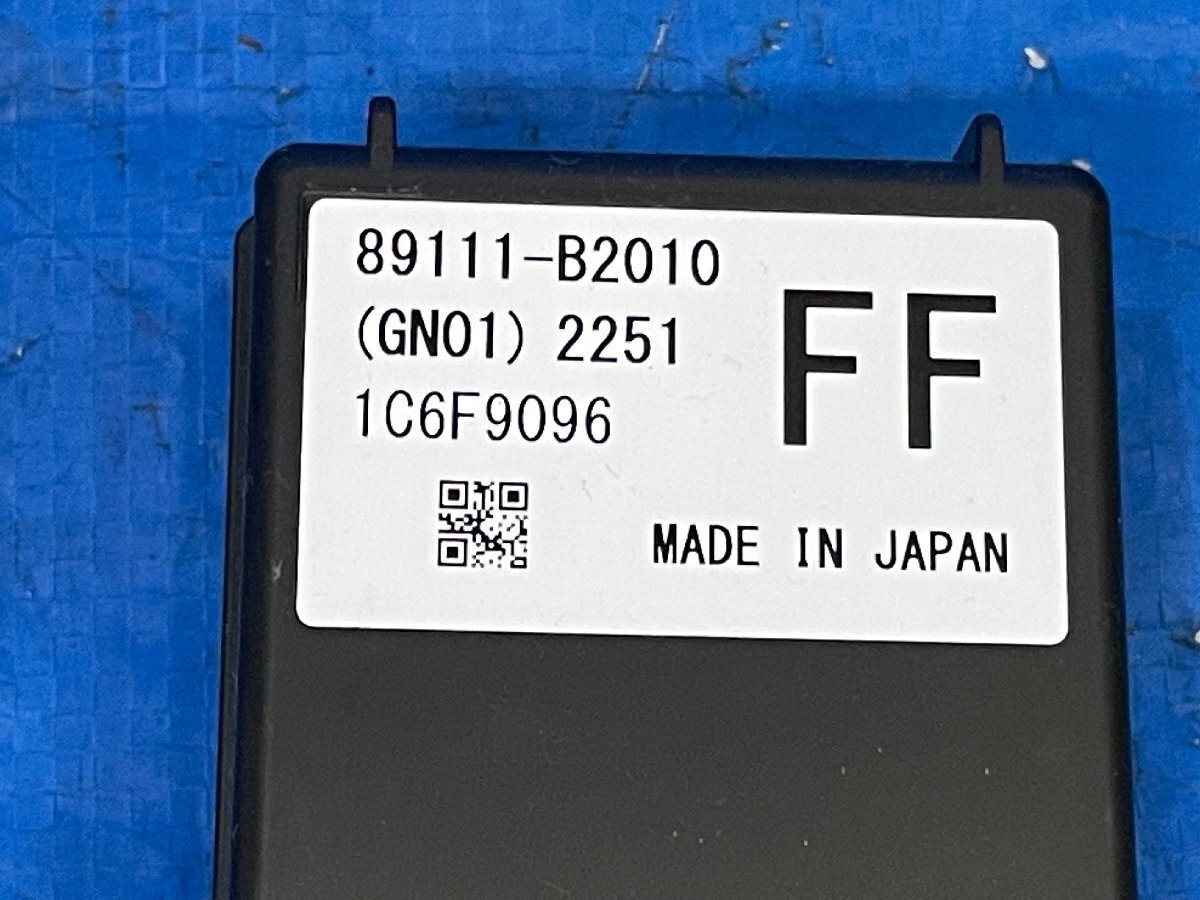 89111-B2010
(GN01) 2251
1C6F9096
FF
MADE IN JAPAN